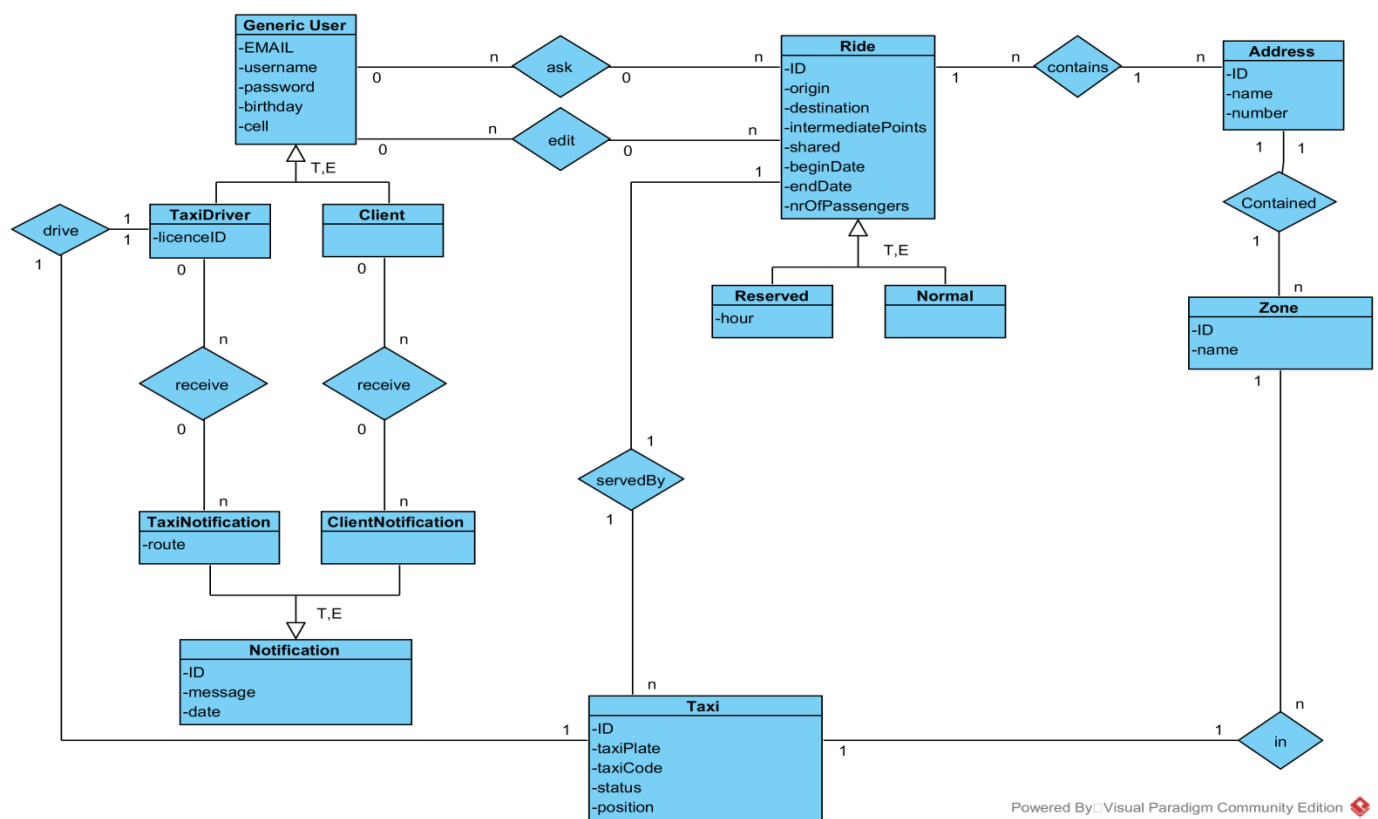 Generic User
-EMAIL
-username
-password
-birthday
-cell
n
0
ask
n
0
n
0
edit
n
0
Ride
-ID
-origin
-destination
-intermediatePoints
-shared
-beginDate
-endDate
-nrOfPassengers
1
n
contains
1
n
Address
-ID
-name
-number
1
1
Contained
1
n
T,E
drive
1
1
1
TaxiDriver
-licenceID
Client
0
0
n
n
receive
receive
0
0
n
n
TaxiNotification
-route
ClientNotification
T,E
Notification
-ID
-message
-date
1
T,E
Reserved
-hour
Normal
1
servedBy
1
n
Zone
-ID
-name
1
n
in
1
1
1
Taxi
-ID
-taxiPlate
-taxiCode
-status
-position
Powered By Visual Paradigm Community Edition